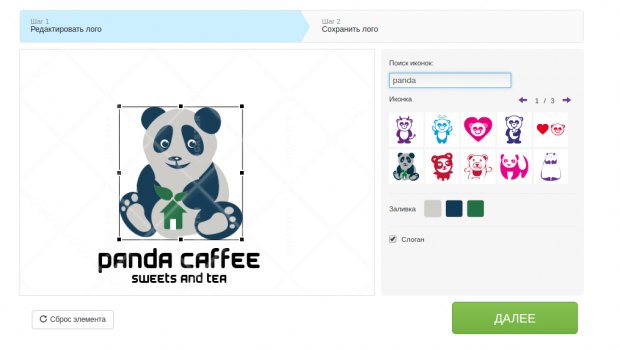 Шаг 1
Редактировать лого
Шаг 2
Сохранить лого
Поиск иконок:
panda
Иконка
1 / 3
Заливка
Слоган
panda caffee
sweets and tea
Сброс элемента
ДАЛЕЕ